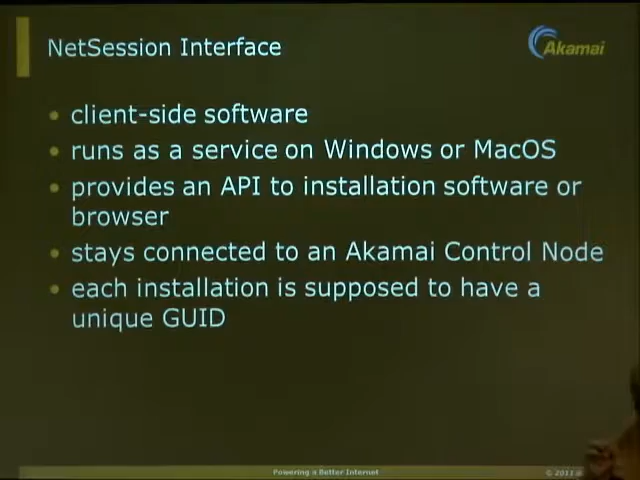 NetSession Interface
Akamai
• client-side software
• runs as a service on Windows or MacOS
• provides an API to installation software or
browser
• stays connected to an Akamai Control Node
• each installation is supposed to have a
unique GUID
Powering a Better Internet
© 2013